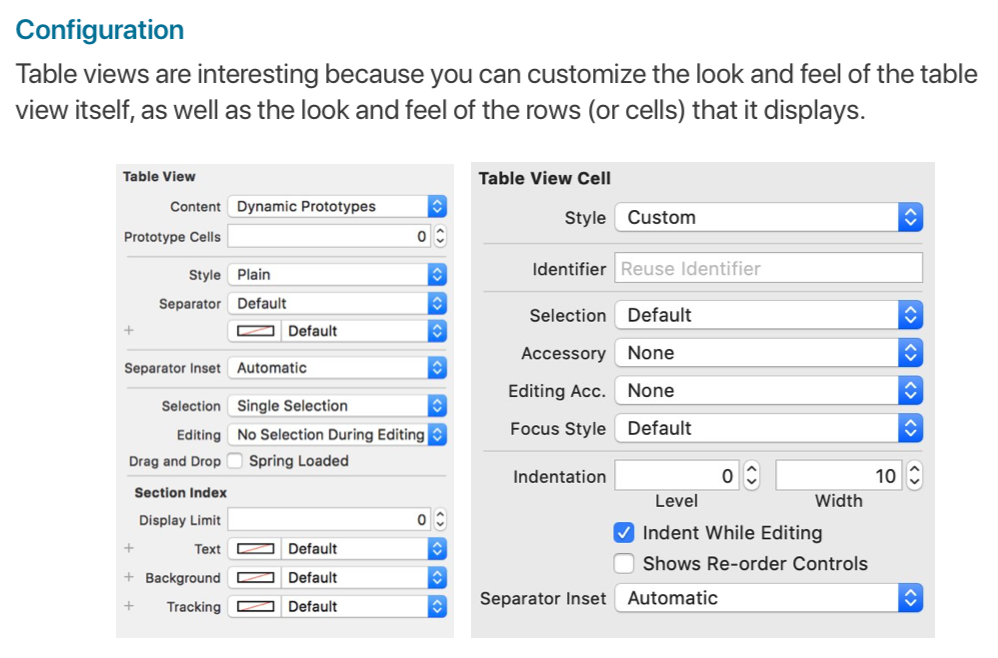 Configuration
Table views are interesting because you can customize the look and feel of the table
view itself, as well as the look and feel of the rows (or cells) that it displays.
Table View
Content Dynamic Prototypes
Prototype Cells 0
Style Plain
Separator Default
+ Default
Separator Inset Automatic
Selection Single Selection
Editing No Selection During Editing
Drag and Drop Spring Loaded
Section Index
Display Limit 0
+ Text Default
+ Background Default
+ Tracking Default
Table View Cell
Style Custom
Identifier Reuse Identifier
Selection Default
Accessory None
Editing Acc. None
Focus Style Default
Indentation 0 10
Level Width
Indent While Editing
Shows Re-order Controls
Separator Inset Automatic